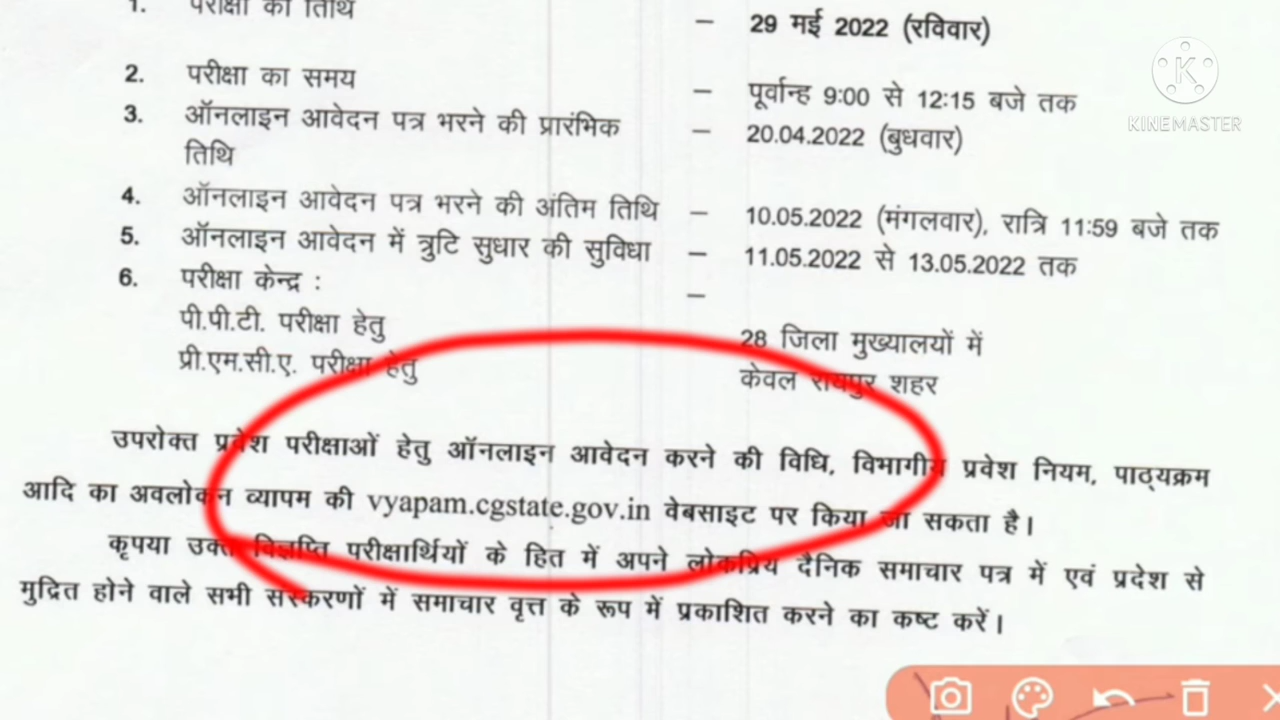 1. परीक्षा की तिथि – 29 मई 2022 (रविवार)
2. परीक्षा का समय – पूर्वान्ह 9:00 से 12:15 बजे तक
3. ऑनलाइन आवेदन पत्र भरने की प्रारंभिक – 20.04.2022 (बुधवार)
तिथि
4. ऑनलाइन आवेदन पत्र भरने की अंतिम तिथि – 10.05.2022 (मंगलवार), रात्रि 11:59 बजे तक
5. ऑनलाइन आवेदन में त्रुटि सुधार की सुविधा – 11.05.2022 से 13.05.2022 तक
6. परीक्षा केन्द्र : –
पी.पी.टी. परीक्षा हेतु 28 जिला मुख्यालयों में
प्री.एम.सी.ए. परीक्षा हेतु केवल रायपुर शहर
उपरोक्त प्रवेश परीक्षाओं हेतु ऑनलाइन आवेदन करने की विधि, विभागीय प्रवेश नियम, पाठ्यक्रम
आदि का अवलोकन व्यापम की vyapam.cgstate.gov.in वेबसाइट पर किया जा सकता है।
कृपया उक्त विज्ञप्ति परीक्षार्थियों के हित में अपने लोकप्रिय दैनिक समाचार पत्र में एवं प्रदेश से
मुद्रित होने वाले सभी संस्करणों में समाचार वृत्त के रूप में प्रकाशित करने का कष्ट करें।
K
KINEMASTER